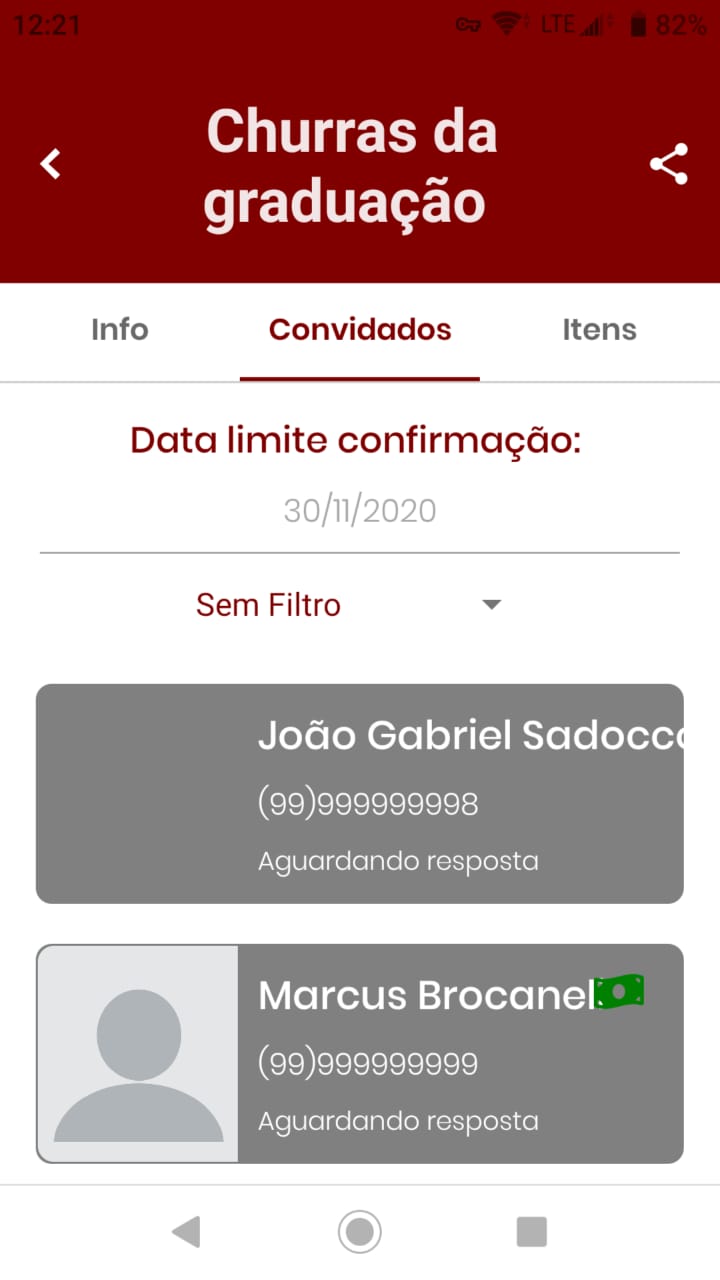 12:21 LTE 82%
Churras da
graduação
Info Convidados Itens
Data limite confirmação:
30/11/2020
Sem Filtro
João Gabriel
(99)999999998
Aguardando resposta
Marcus Brocanel
(99)999999999
Aguardando resposta